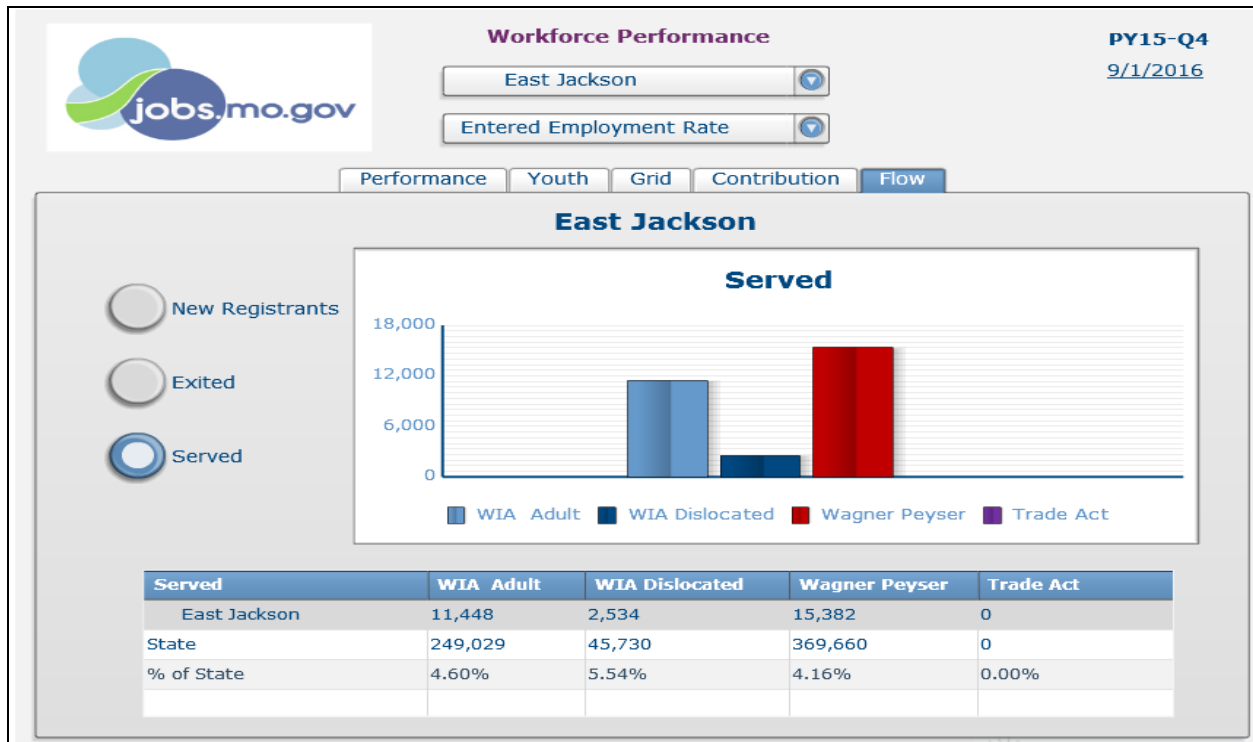 Workforce Performance
PY15-Q4
jobs.mo.gov
East Jackson
9/1/2016
Entered Employment Rate
Performance Youth Grid Contribution Flow
East Jackson
Served
New Registrants
Exited
Served
18,000
12,000
6,000
0
WIA Adult WIA Dislocated Wagner Peyser Trade Act
Served WIA Adult WIA Dislocated Wagner Peyser Trade Act
East Jackson 11,448 2,534 15,382 0
State 249,029 45,730 369,660 0
% of State 4.60% 5.54% 4.16% 0.00%